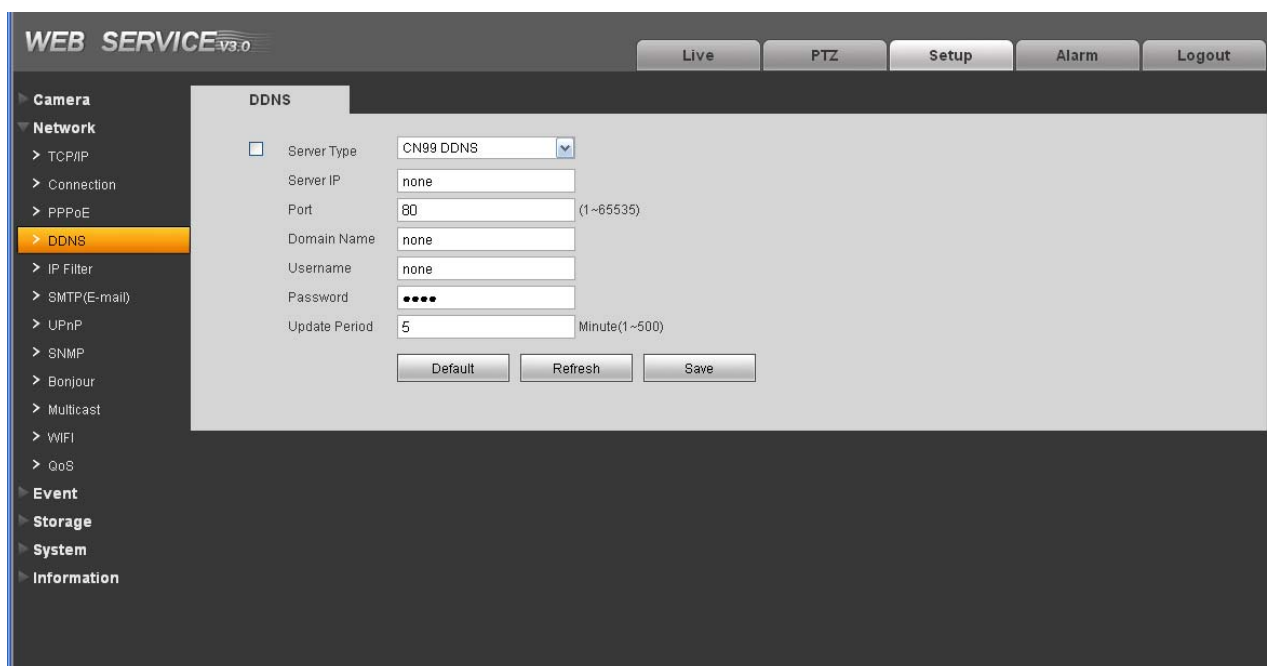 WEB SERVICE V3.0
Live PTZ Setup Alarm Logout
Camera
Network
> TCP/IP
> Connection
> PPPoE
> DDNS
> IP Filter
> SMTP(E-mail)
> UPnP
> SNMP
> Bonjour
> Multicast
> WIFI
> QoS
Event
Storage
System
Information
DDNS
Server Type CN99 DDNS
Server IP none
Port 80 (1~65535)
Domain Name none
Username none
Password ●●●●
Update Period 5 Minute(1~500)
Default Refresh Save